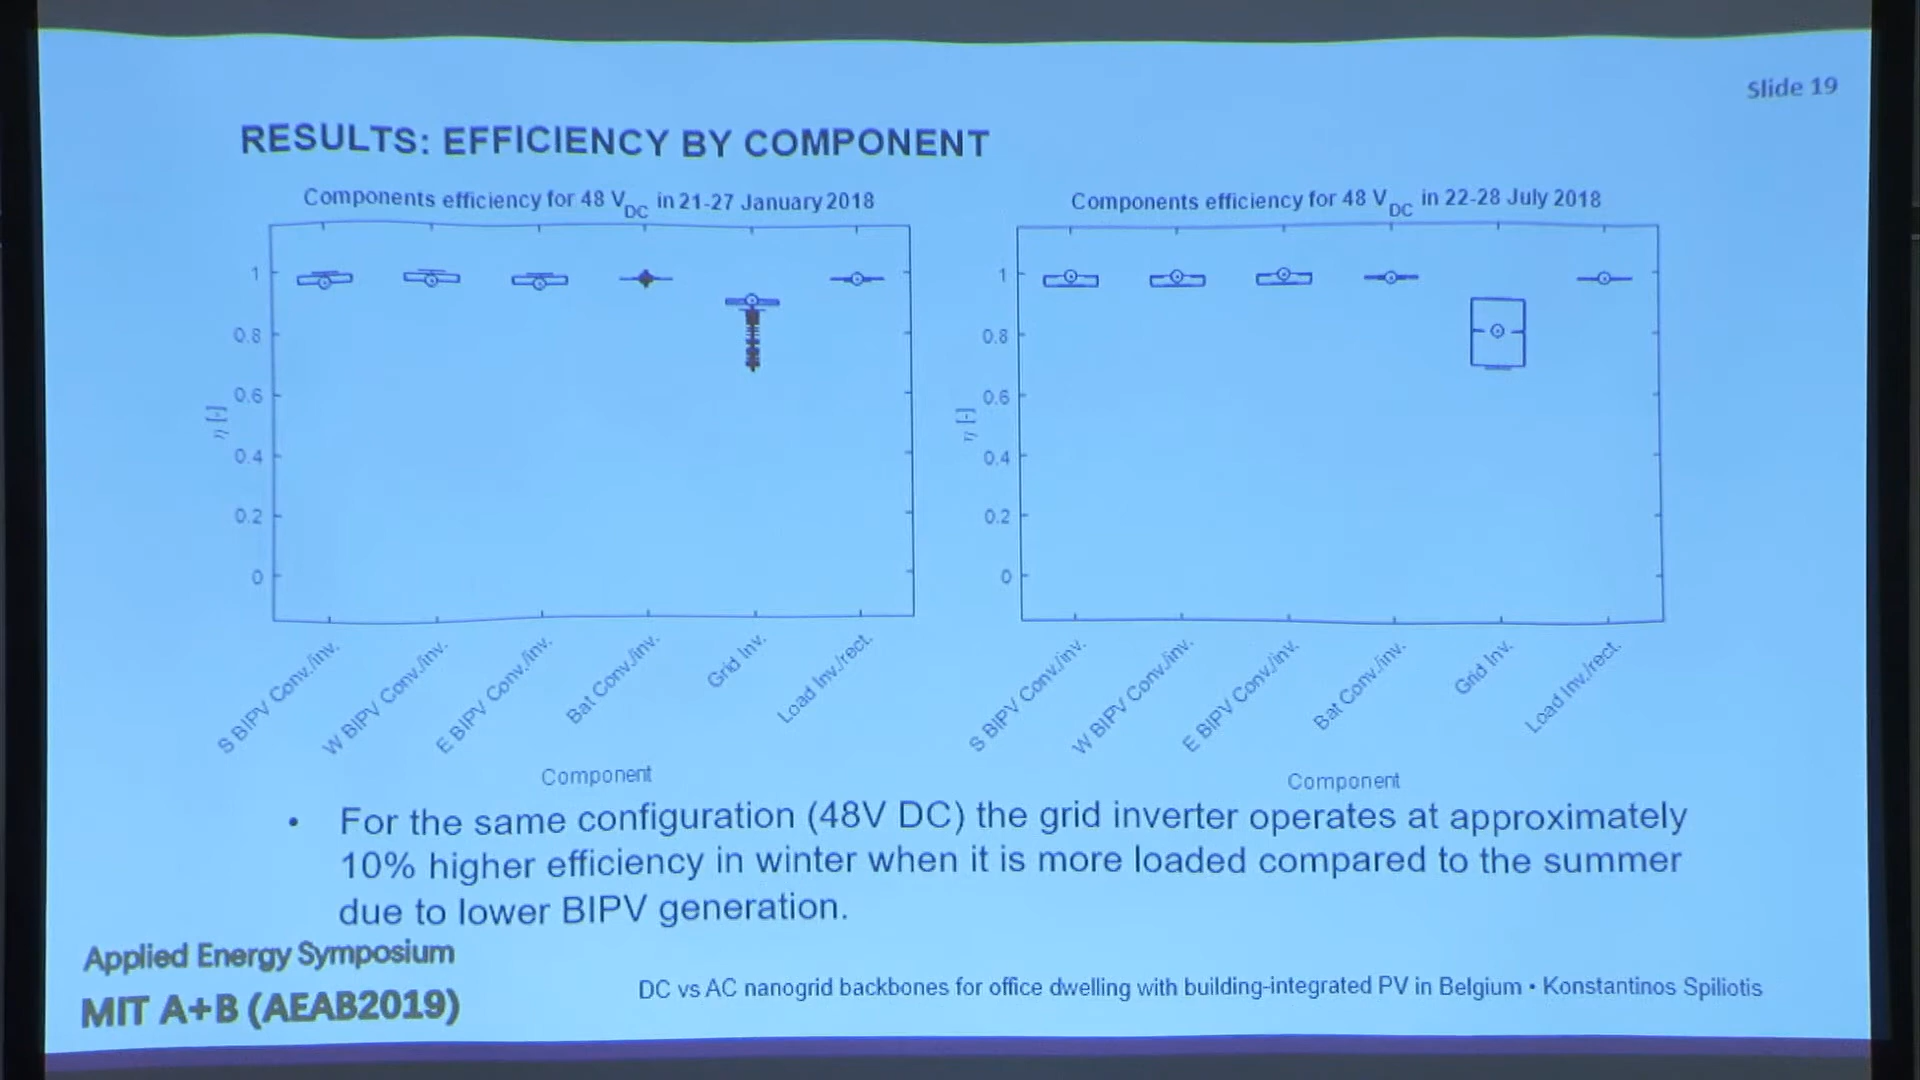 Slide 19
RESULTS: EFFICIENCY BY COMPONENT
Components efficiency for 48 V_DC in 21-27 January 2018
1
0.8
0.6
0.4
0.2
0
η [-]
S BIPV Conv./inv.
W BIPV Conv./inv.
E BIPV Conv./inv.
Bat Conv./inv.
Grid Inv.
Load Inv./rect.
Component
Components efficiency for 48 V_DC in 22-28 July 2018
1
0.8
0.6
0.4
0.2
0
η [-]
S BIPV Conv./inv.
W BIPV Conv./inv.
E BIPV Conv./inv.
Bat Conv./inv.
Grid Inv.
Load Inv./rect.
Component
• For the same configuration (48V DC) the grid inverter operates at approximately
10% higher efficiency in winter when it is more loaded compared to the summer
due to lower BIPV generation.
Applied Energy Symposium
MIT A+B (AEAB2019)
DC vs AC nanogrid backbones for office dwelling with building-integrated PV in Belgium • Konstantinos Spiliotis